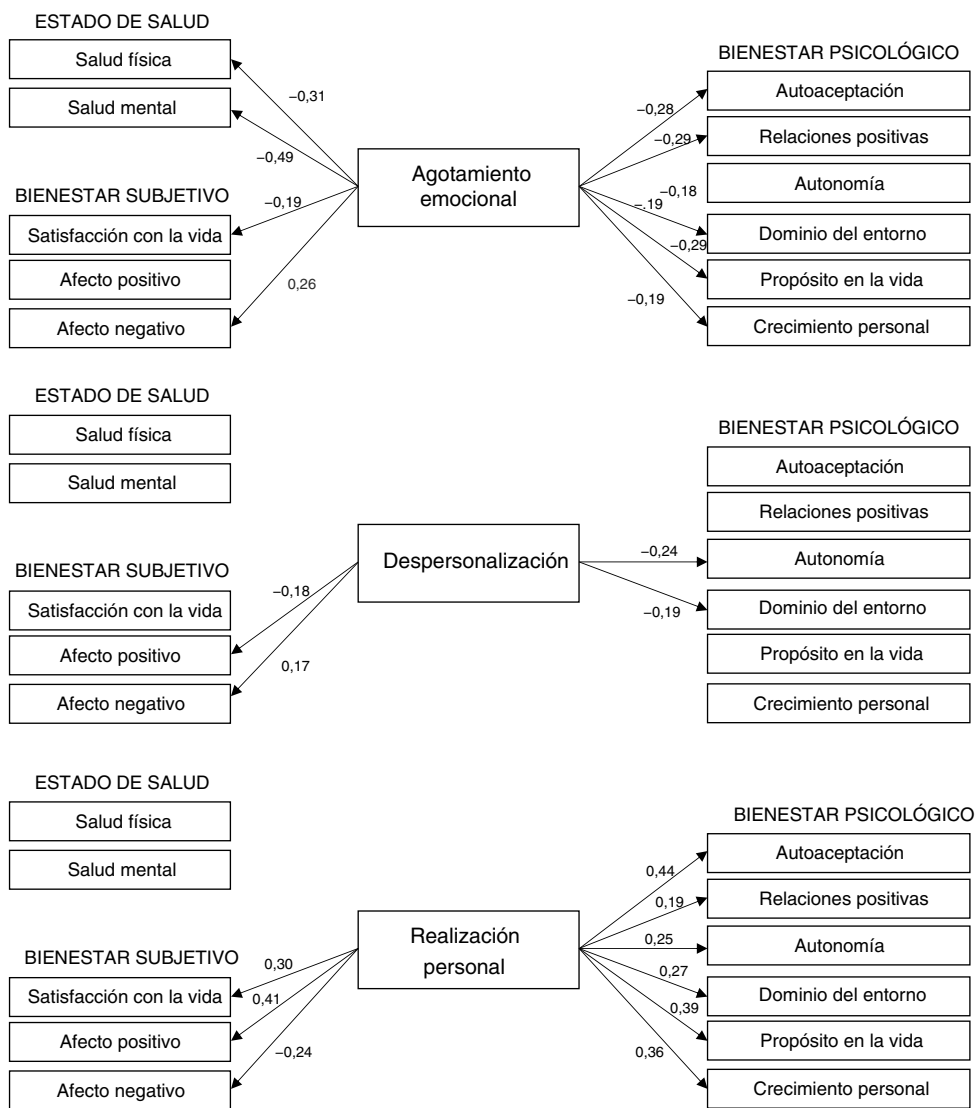 ESTADO DE SALUD
Salud física
Salud mental
−0,31
−0,49
BIENESTAR SUBJETIVO
Satisfacción con la vida
Afecto positivo
Afecto negativo
−0,19
0,26
Agotamiento
emocional
BIENESTAR PSICOLÓGICO
Autoaceptación
Relaciones positivas
Autonomía
Dominio del entorno
Propósito en la vida
Crecimiento personal
−0,28
−0,29
−0,18
−.19
−0,29
−0,19
ESTADO DE SALUD
Salud física
Salud mental
BIENESTAR SUBJETIVO
Satisfacción con la vida
Afecto positivo
Afecto negativo
−0,18
0,17
Despersonalización
BIENESTAR PSICOLÓGICO
Autoaceptación
Relaciones positivas
Autonomía
Dominio del entorno
Propósito en la vida
Crecimiento personal
−0,24
−0,19
ESTADO DE SALUD
Salud física
Salud mental
BIENESTAR SUBJETIVO
Satisfacción con la vida
Afecto positivo
Afecto negativo
0,30
0,41
−0,24
Realización
personal
BIENESTAR PSICOLÓGICO
Autoaceptación
Relaciones positivas
Autonomía
Dominio del entorno
Propósito en la vida
Crecimiento personal
0,44
0,19
0,25
0,27
0,39
0,36